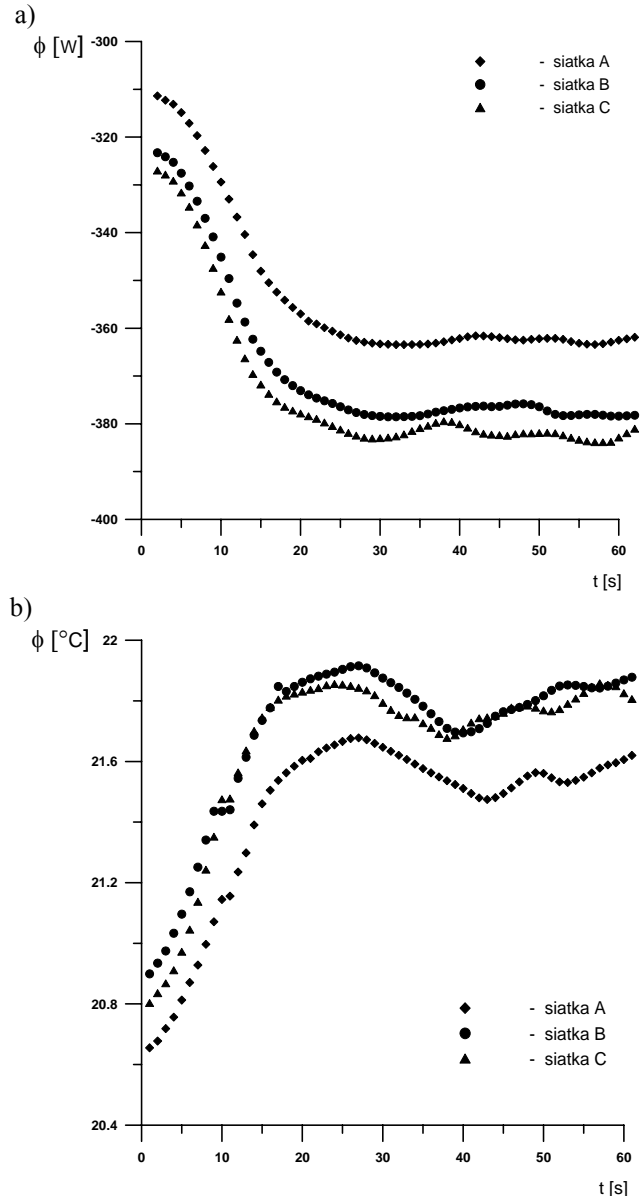 a)
ϕ [W]
-300
-320
-340
-360
-380
-400
0 10 20 30 40 50 60
t [s]
- siatka A
- siatka B
- siatka C
b)
ϕ [°C]
22
21.6
21.2
20.8
20.4
0 10 20 30 40 50 60
t [s]
- siatka A
- siatka B
- siatka C